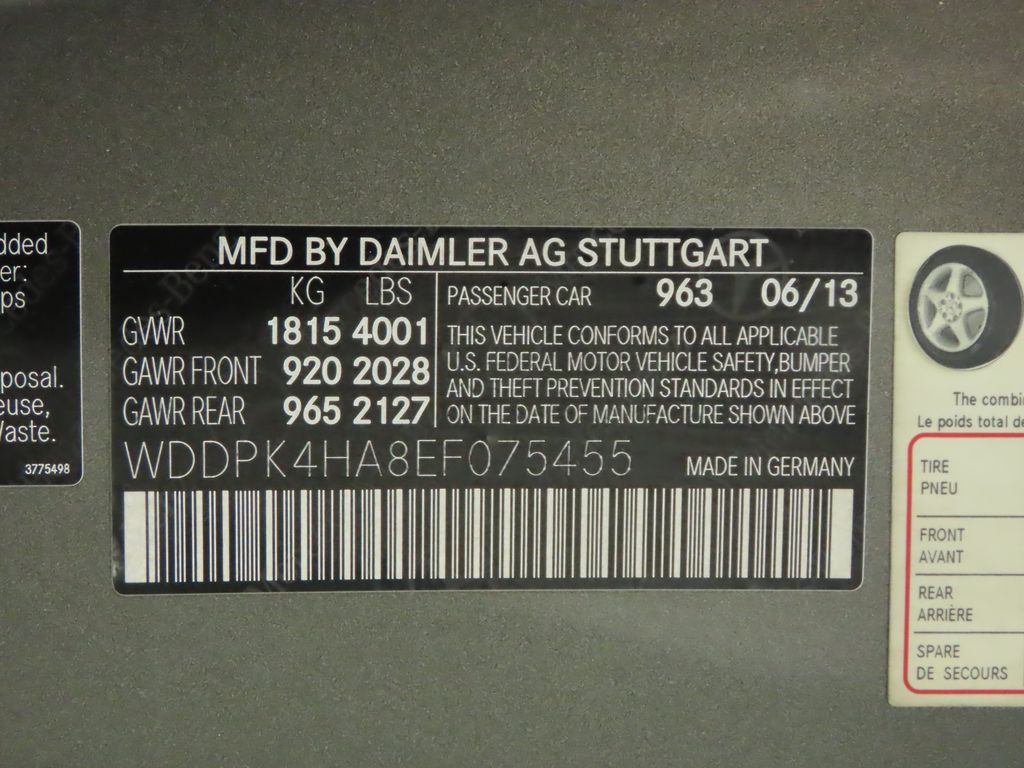 dded
er:
ps
posal.
euse,
Waste.
3775498
MFD BY DAIMLER AG STUTTGART
KG LBS
GVWR 1815 4001
GAWR FRONT 920 2028
GAWR REAR 965 2127
PASSENGER CAR 963 06/13
THIS VEHICLE CONFORMS TO ALL APPLICABLE
U.S. FEDERAL MOTOR VEHICLE SAFETY,BUMPER
AND THEFT PREVENTION STANDARDS IN EFFECT
ON THE DATE OF MANUFACTURE SHOWN ABOVE
WDDPK4HA8EF075455
MADE IN GERMANY
The combi
Le poids total de
TIRE
PNEU
FRONT
AVANT
REAR
ARRIÈRE
SPARE
DE SECOURS